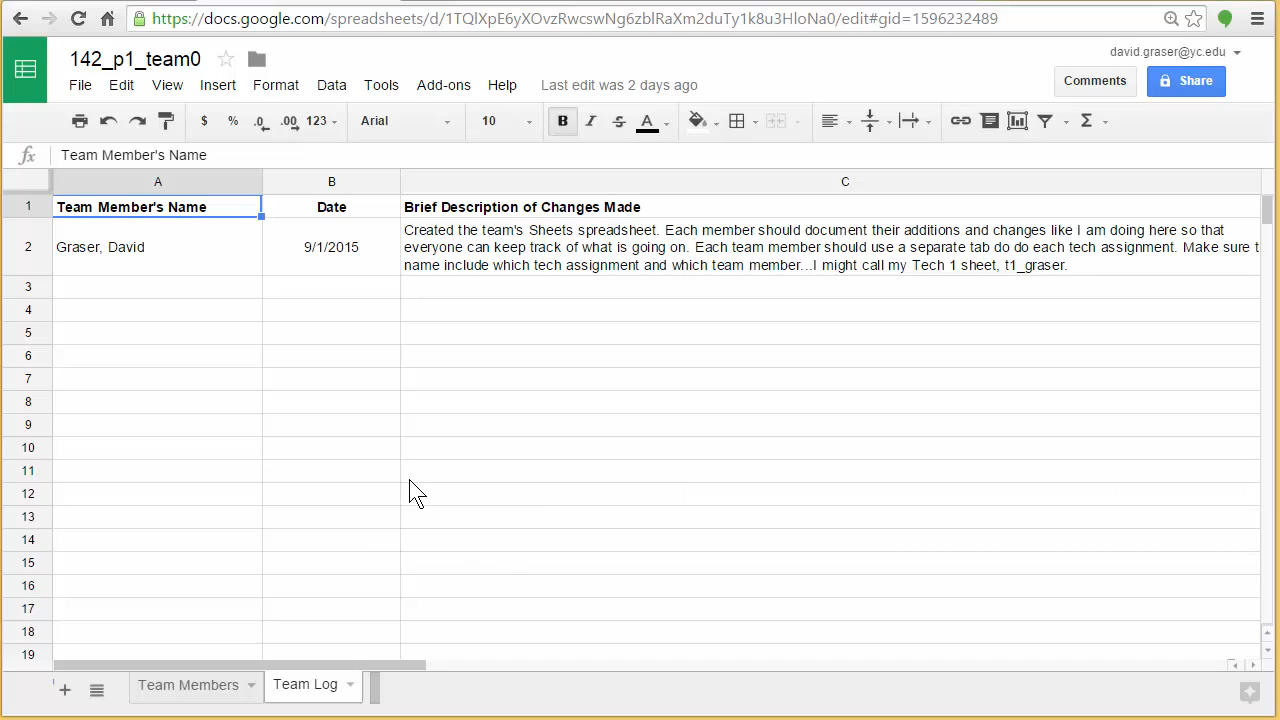 https://docs.google.com/spreadsheets/d/1TQlXpE6yXOvzRwcswNg6zblRaXm2duTy1k8u3HloNa0/edit#gid=1596232489
142_p1_team0
david.graser@yc.edu
File Edit View Insert Format Data Tools Add-ons Help Last edit was 2 days ago
Comments Share
$ % .0 .00 123 Arial 10 B I S A Σ
fx Team Member's Name
A B C
1 Team Member's Name Date Brief Description of Changes Made
Created the team's Sheets spreadsheet. Each member should document their additions and changes like I am doing here so that
2 Graser, David 9/1/2015 everyone can keep track of what is going on. Each team member should use a separate tab do do each tech assignment. Make sure t
name include which tech assignment and which team member...I might call my Tech 1 sheet, t1_graser.
3
4
5
6
7
8
9
10
11
12
13
14
15
16
17
18
19
+ Team Members Team Log